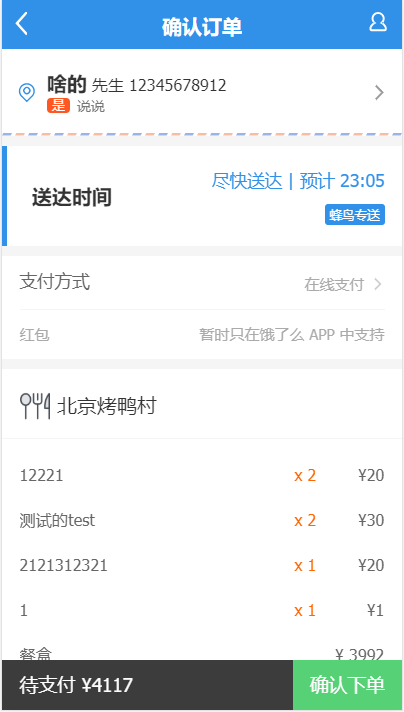 确认订单
啥的 先生 12345678912
是 说说
送达时间
尽快送达 | 预计 23:05
蜂鸟专送
支付方式 在线支付
红包 暂时只在饿了么 APP 中支持
北京烤鸭村
12221 x 2 ¥20
测试的test x 2 ¥30
2121312321 x 1 ¥20
1 x 1 ¥1
餐盒 ¥ 3992
待支付 ¥4117 确认下单